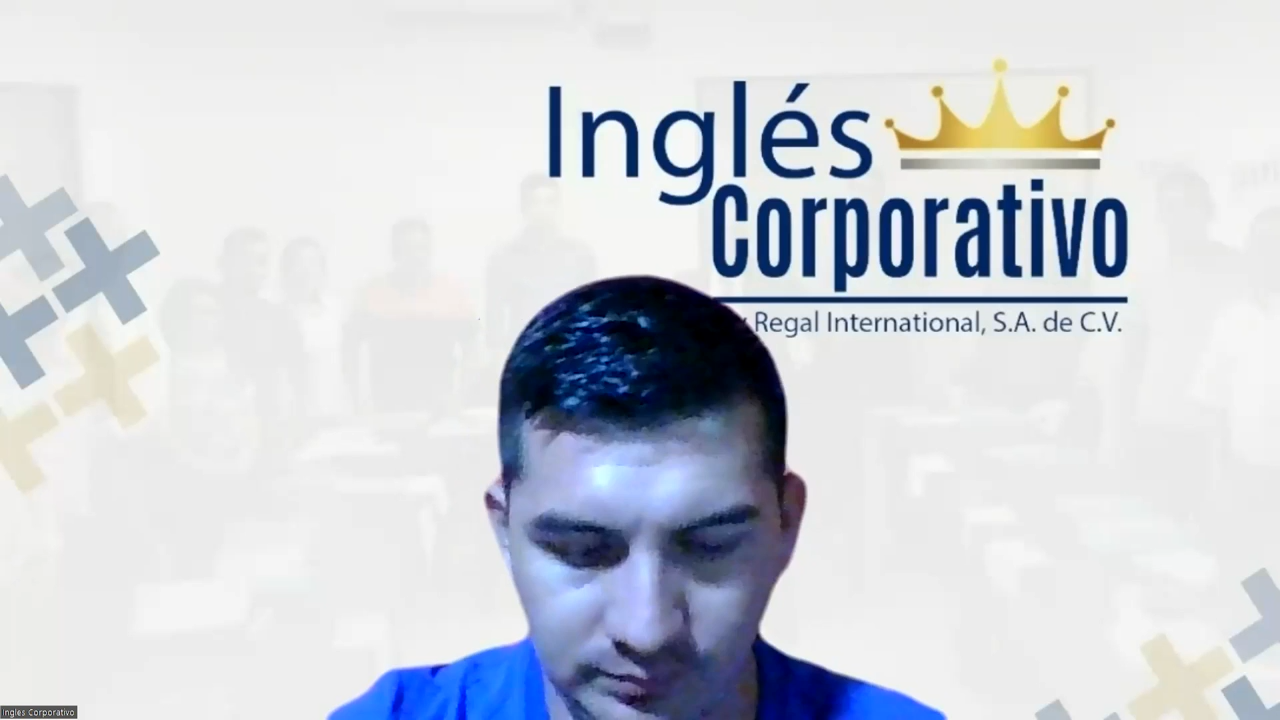 Inglés
Corporativo
Regal International, S.A. de C.V.
Ingles Corporativo